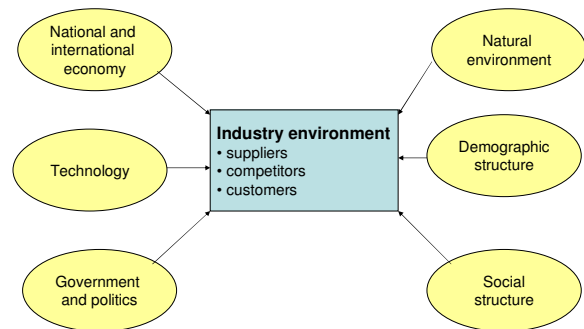 National and
international
economy
Natural
environment
Industry environment
• suppliers
• competitors
• customers
Technology
Demographic
structure
Government
and politics
Social
structure